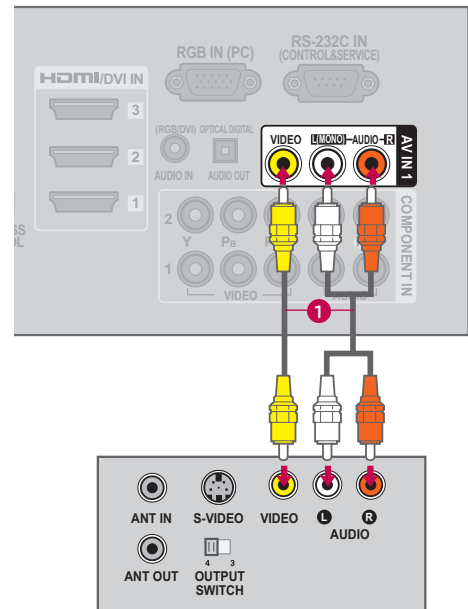 RGB IN (PC)
RS-232C IN
(CONTROL&SERVICE)
HDMI/DVI IN
3
2
1
(RGB/DVI)
AUDIO IN
OPTICAL DIGITAL
AUDIO OUT
VIDEO
L(MONO)
AUDIO
R
AV IN 1
SS
OL
2
Y
PB
1
VIDEO
COMPONENT IN
1
ANT IN
S-VIDEO
VIDEO
L
R
AUDIO
ANT OUT
4
3
OUTPUT
SWITCH